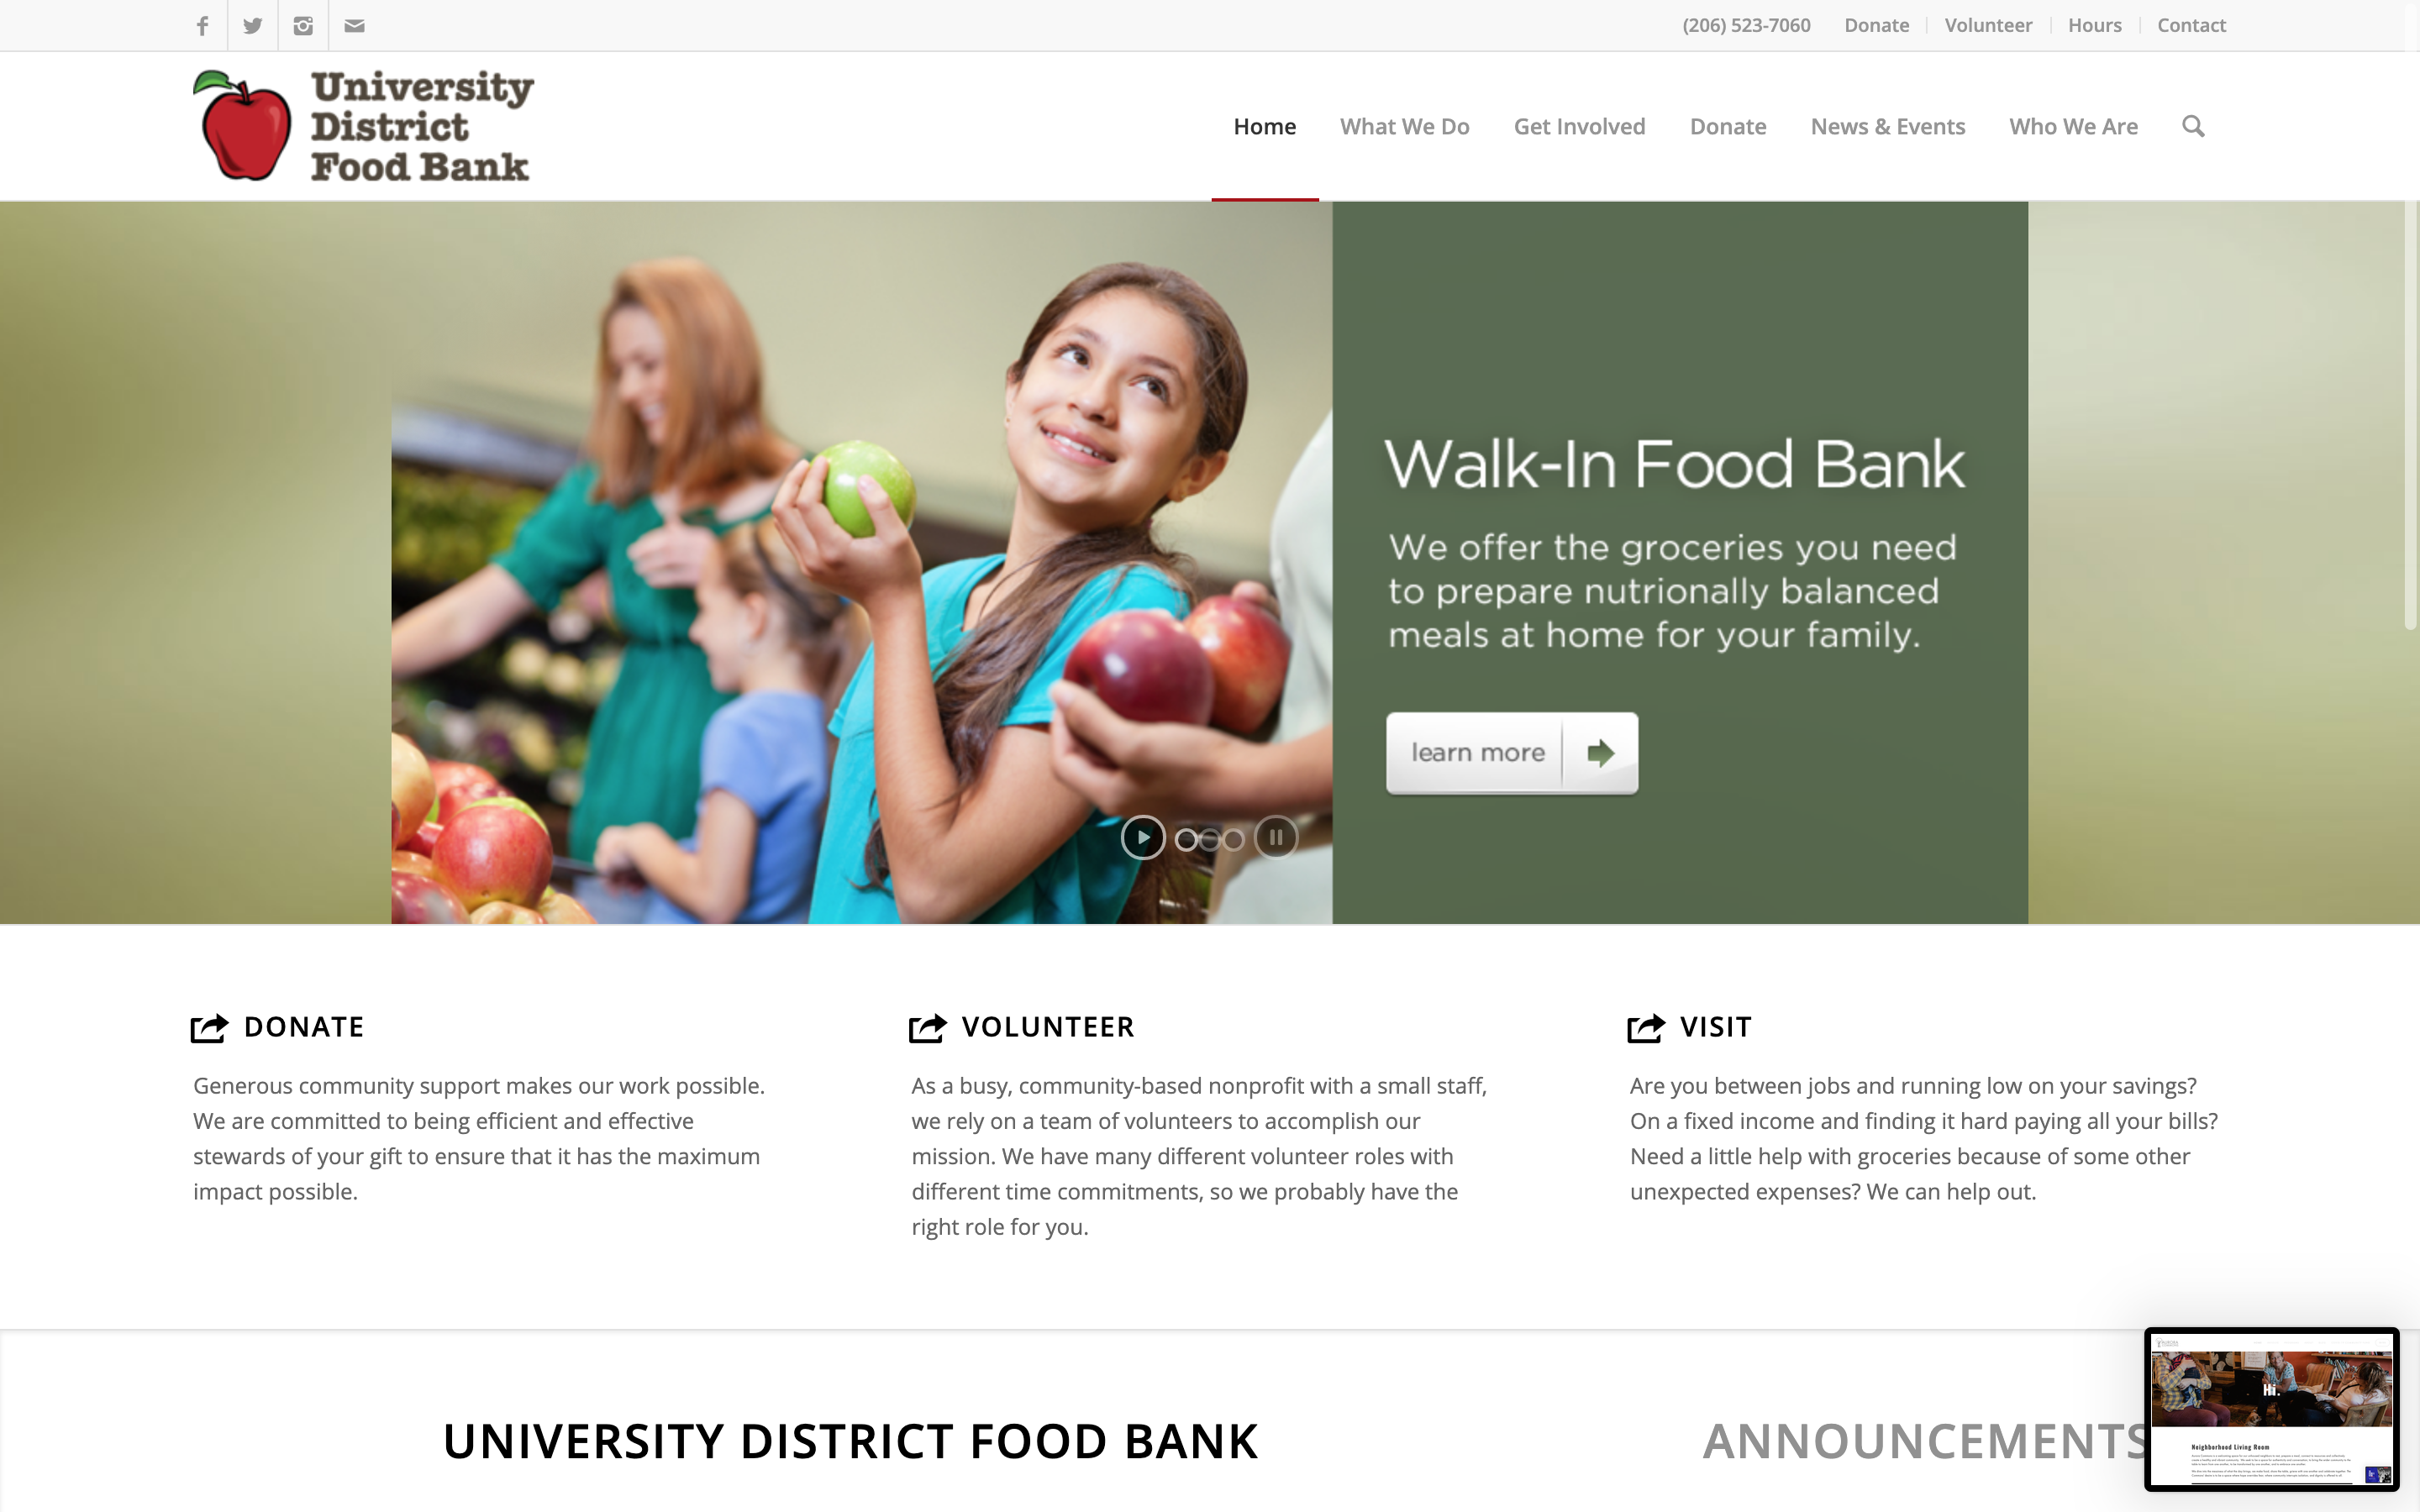 (206) 523-7060
Donate
Volunteer
Hours
Contact
University
District
Food Bank
Home
What We Do
Get Involved
Donate
News & Events
Who We Are
Walk-In Food Bank
We offer the groceries you need
to prepare nutrionally balanced
meals at home for your family.
learn more
DONATE
Generous community support makes our work possible.
We are committed to being efficient and effective
stewards of your gift to ensure that it has the maximum
impact possible.
VOLUNTEER
As a busy, community-based nonprofit with a small staff,
we rely on a team of volunteers to accomplish our
mission. We have many different volunteer roles with
different time commitments, so we probably have the
right role for you.
VISIT
Are you between jobs and running low on your savings?
On a fixed income and finding it hard paying all your bills?
Need a little help with groceries because of some other
unexpected expenses? We can help out.
UNIVERSITY DISTRICT FOOD BANK
ANNOUNCEMENTS
Hi.
Neighborhood Living Room